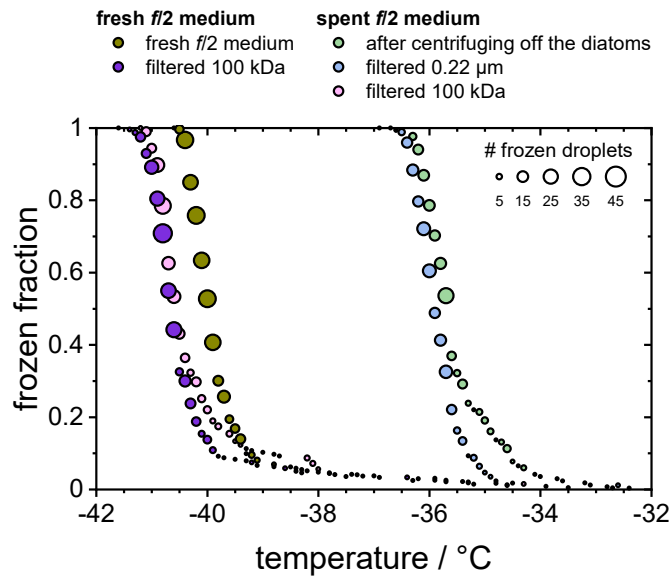 fresh f/2 medium spent f/2 medium
fresh f/2 medium after centrifuging off the diatoms
filtered 100 kDa filtered 0.22 µm
filtered 100 kDa
# frozen droplets
5 15 25 35 45
1
0.8
0.6
0.4
0.2
0
frozen fraction
-42 -40 -38 -36 -34 -32
temperature / °C